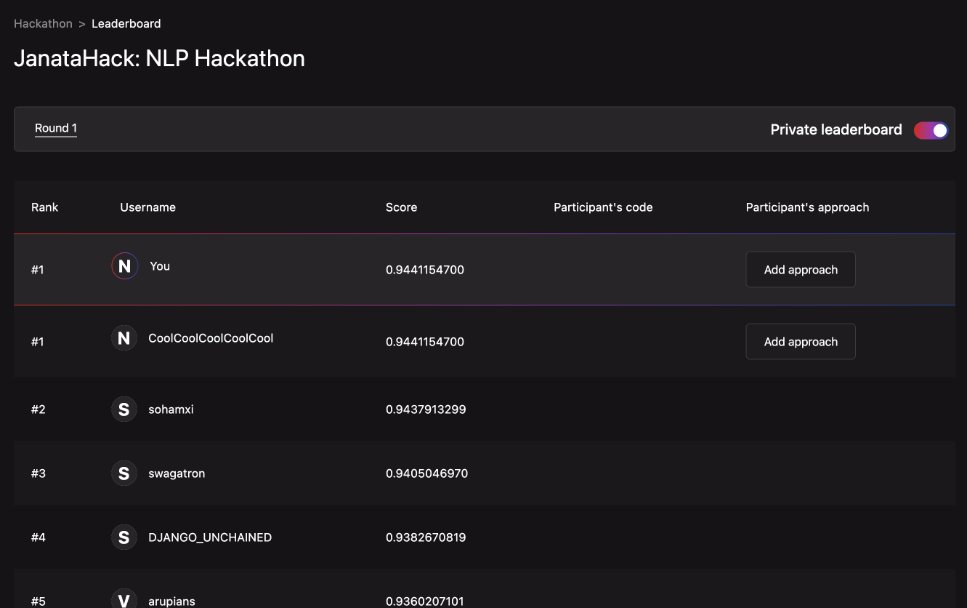 Hackathon > Leaderboard
JanataHack: NLP Hackathon
Round 1 Private leaderboard
Rank Username Score Participant's code Participant's approach
#1 N You 0.9441154700 Add approach
#1 N CoolCoolCoolCoolCool 0.9441154700 Add approach
#2 S sohamxi 0.9437913299
#3 S swagatron 0.9405046970
#4 S DJANGO_UNCHAINED 0.9382670819
#5 V arupians 0.9360207101